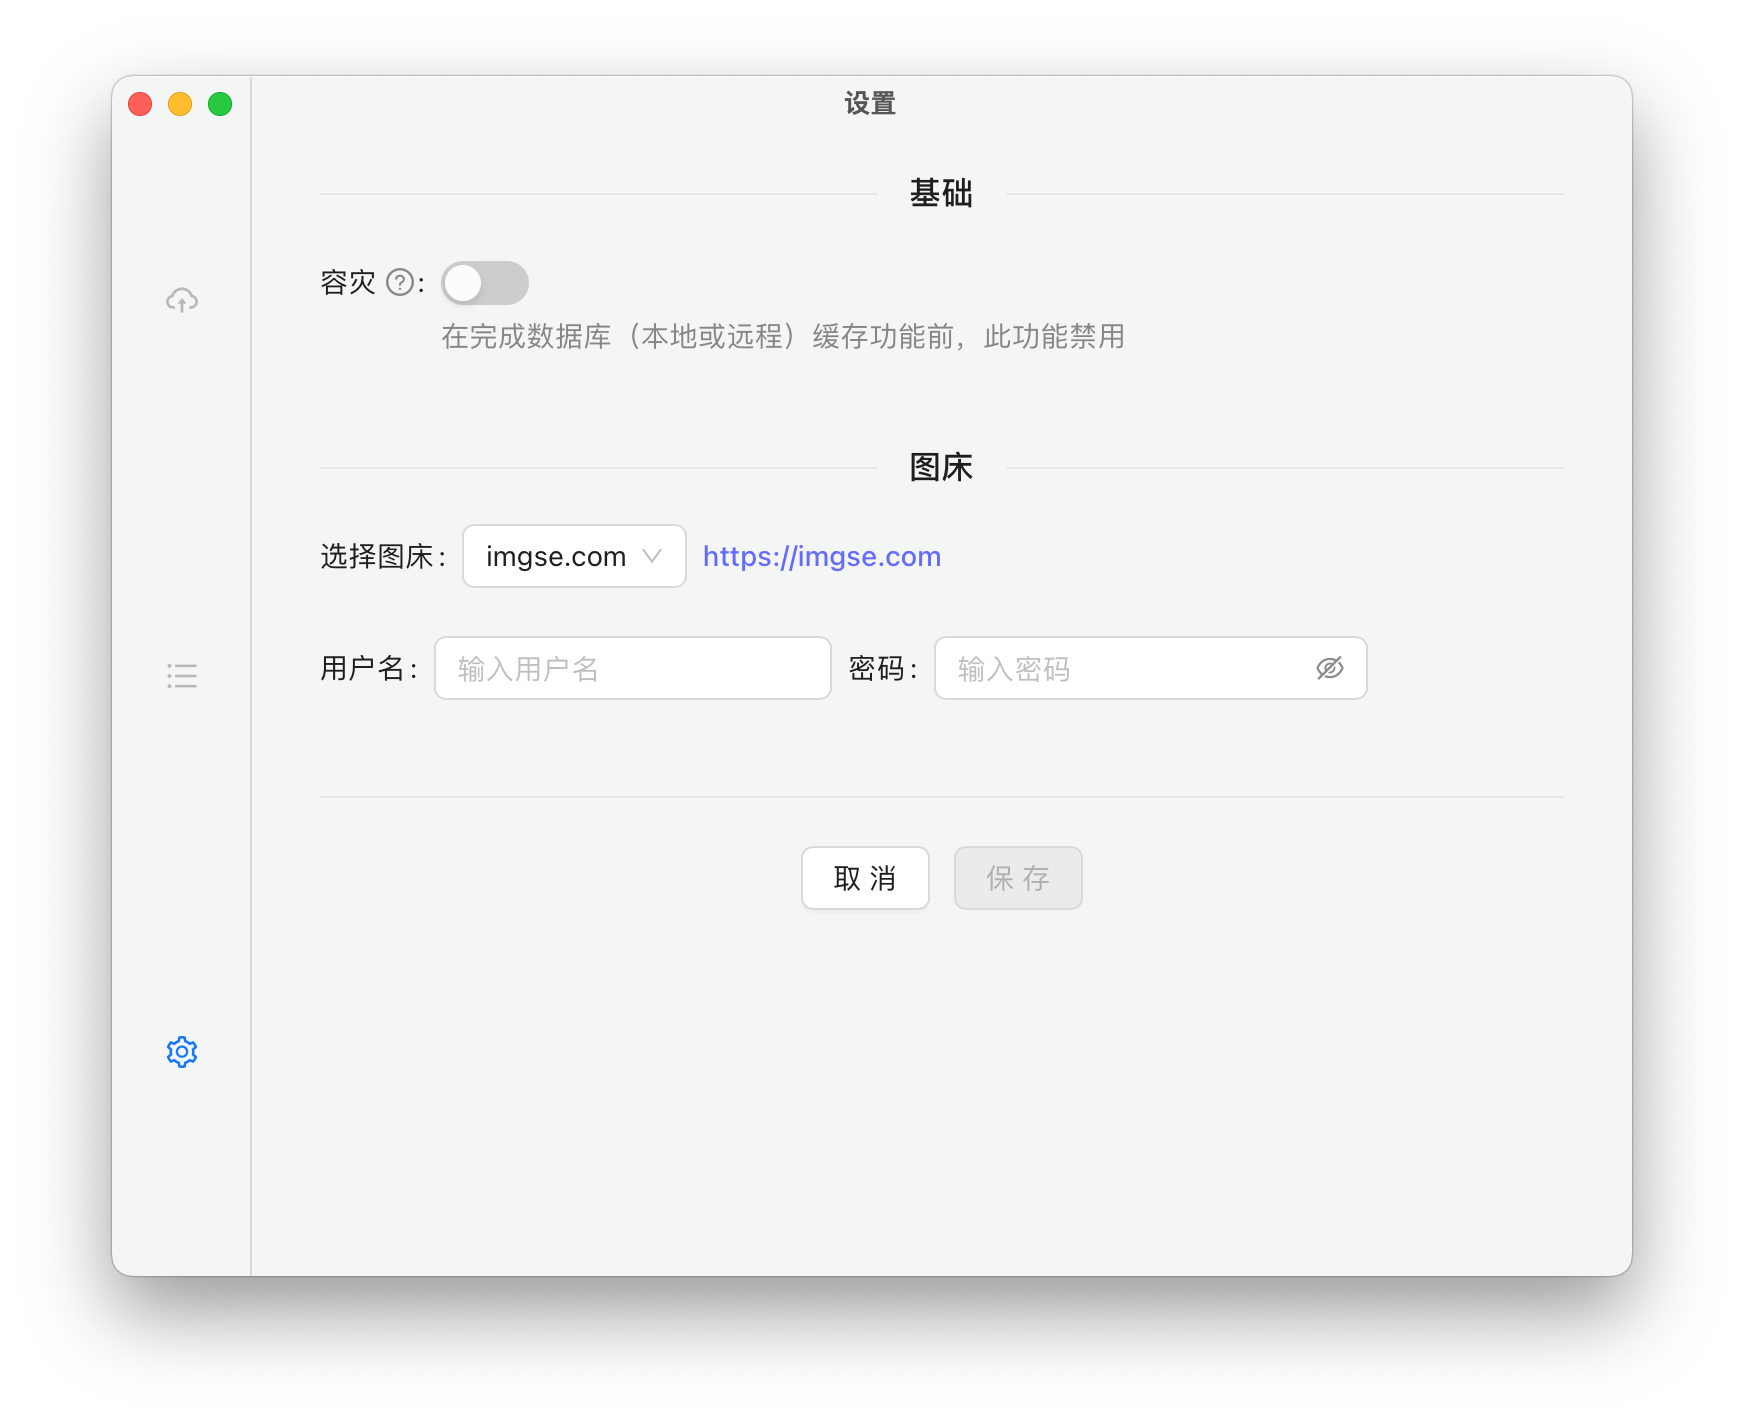 设置
基础
容灾 ? :
在完成数据库（本地或远程）缓存功能前，此功能禁用
图床
选择图床 : imgse.com https://imgse.com
用户名 : 输入用户名 密码 : 输入密码
取 消 保 存